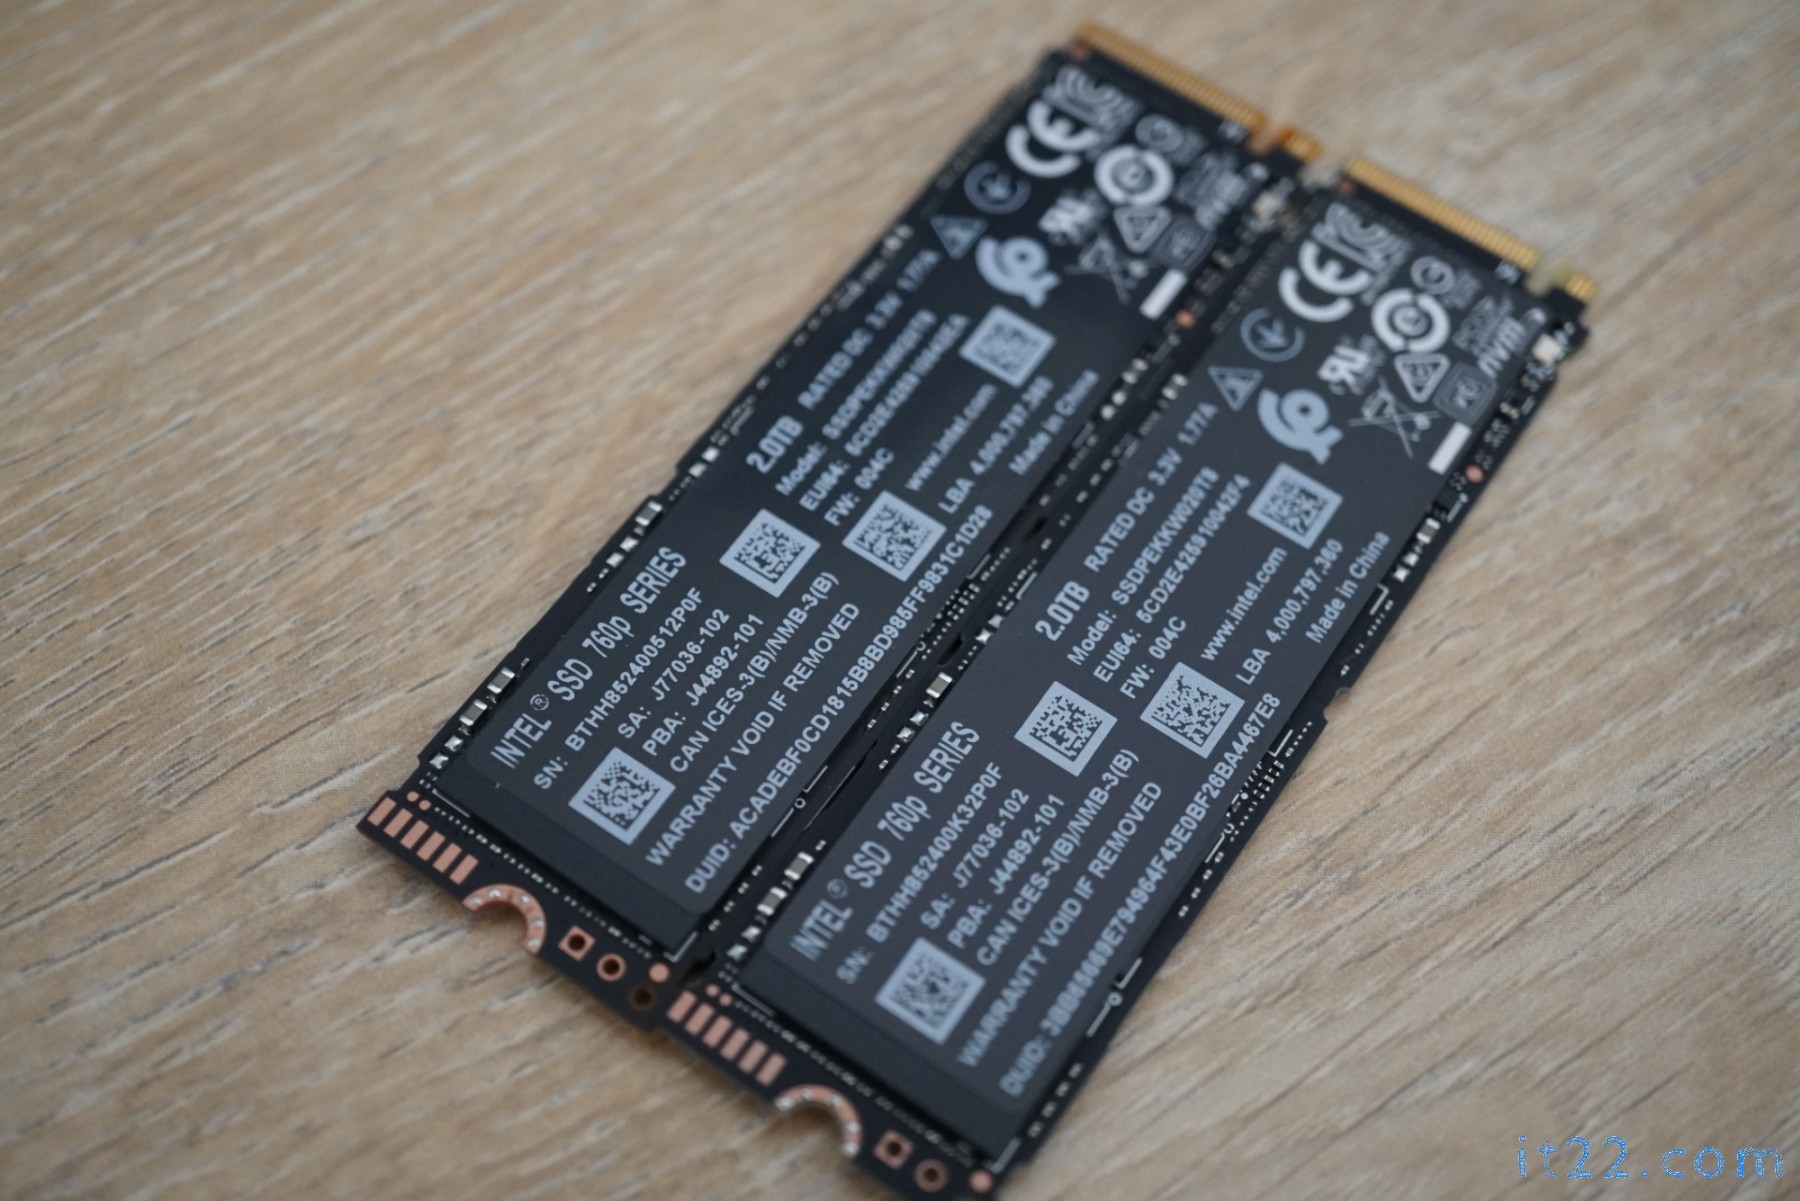 INTEL® SSD 760p SERIES
SN: BTHH852400512P0F
SA: J77036-102
PBA: J44892-101
CAN ICES-3(B)/NMB-3(B)
WARRANTY VOID IF REMOVED
DUID: ACADEBF0CD1815B8BD985FF9831C1D28
2.0TB RATED DC 3.3V 1.77A
Model: SSDPEKKW020T8
EUI64:
FW: 004C
www.intel.com
LBA 4,000,797,360
Made in China
CE
INTEL® SSD 760p SERIES
SN: BTHH852400K32P0F
SA: J77036-102
PBA: J44892-101
CAN ICES-3(B)/NMB-3(B)
WARRANTY VOID IF REMOVED
DUID: 3BB45669E794964F43E0BF26BA4467E8
2.0TB RATED DC 3.3V 1.77A
Model: SSDPEKKW020T8
EUI64: 5CD2E425910042F4
FW: 004C
www.intel.com
LBA 4,000,797,360
Made in China
CE
nvm
it22.com